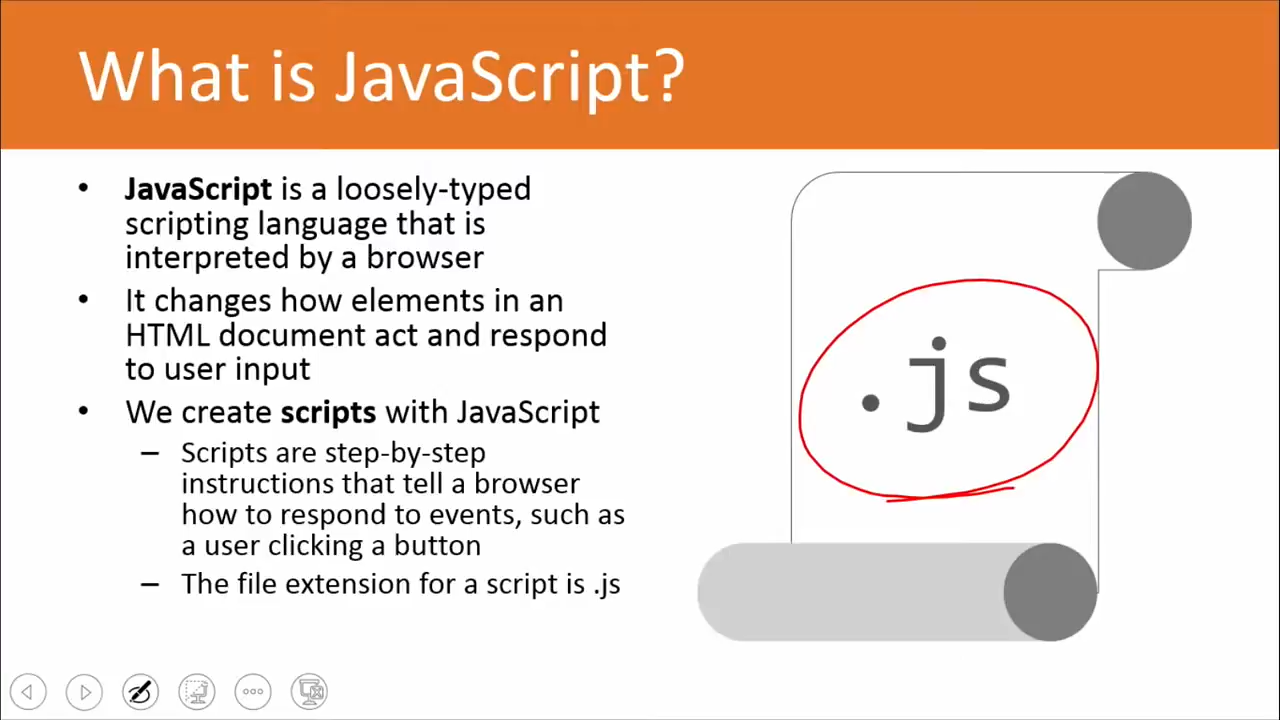 What is JavaScript?
• JavaScript is a loosely-typed
scripting language that is
interpreted by a browser
• It changes how elements in an
HTML document act and respond
to user input
• We create scripts with JavaScript
– Scripts are step-by-step
instructions that tell a browser
how to respond to events, such as
a user clicking a button
– The file extension for a script is .js
.js